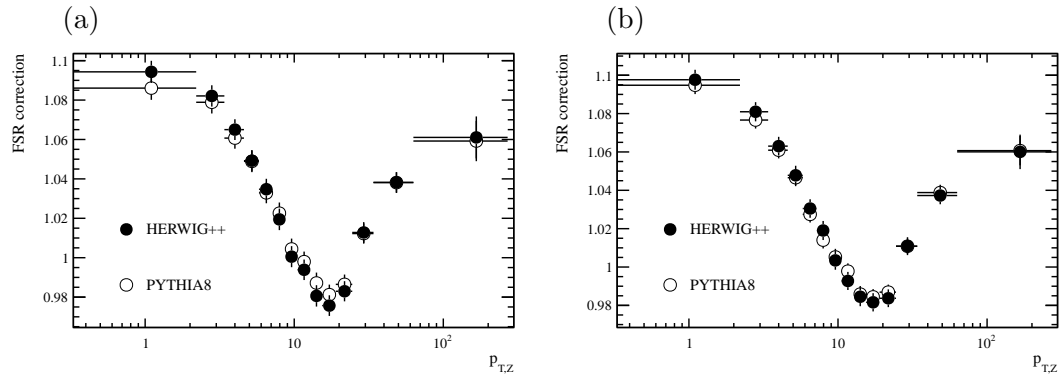 (a)
FSR correction
1.1
1.08
1.06
1.04
1.02
1
0.98
HERWIG++
PYTHIA8
1
10
10²
p_{T,Z}
(b)
FSR correction
1.1
1.08
1.06
1.04
1.02
1
0.98
HERWIG++
PYTHIA8
1
10
10²
p_{T,Z}